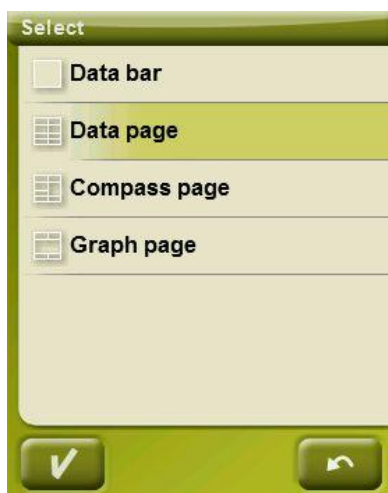 Select
Data bar
Data page
Compass page
Graph page